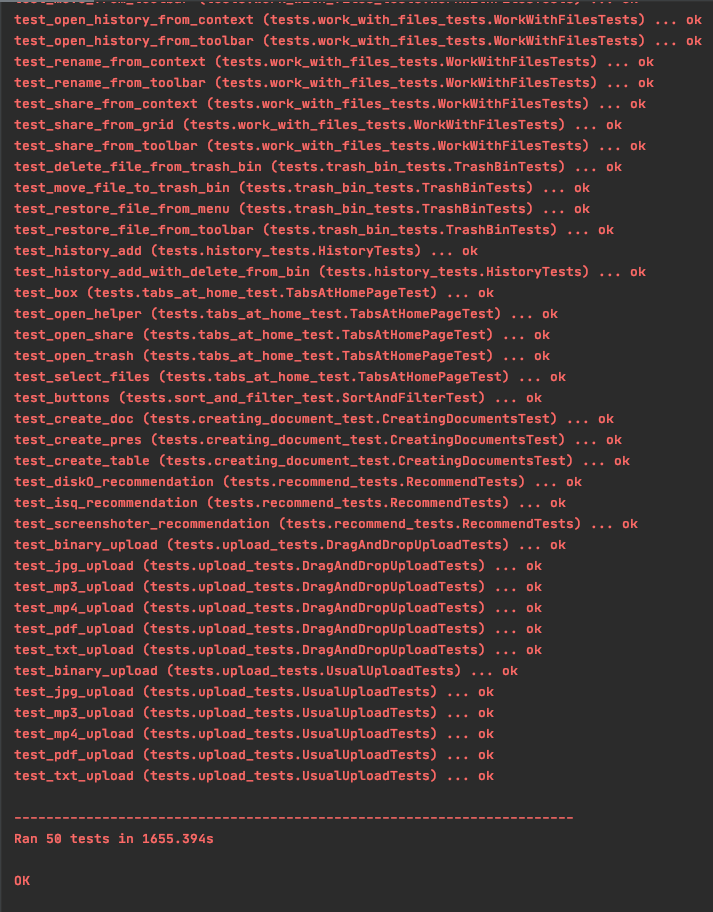 test_open_history_from_context (tests.work_with_files_tests.WorkWithFilesTests) ... ok
test_open_history_from_toolbar (tests.work_with_files_tests.WorkWithFilesTests) ... ok
test_rename_from_context (tests.work_with_files_tests.WorkWithFilesTests) ... ok
test_rename_from_toolbar (tests.work_with_files_tests.WorkWithFilesTests) ... ok
test_share_from_context (tests.work_with_files_tests.WorkWithFilesTests) ... ok
test_share_from_grid (tests.work_with_files_tests.WorkWithFilesTests) ... ok
test_share_from_toolbar (tests.work_with_files_tests.WorkWithFilesTests) ... ok
test_delete_file_from_trash_bin (tests.trash_bin_tests.TrashBinTests) ... ok
test_move_file_to_trash_bin (tests.trash_bin_tests.TrashBinTests) ... ok
test_restore_file_from_menu (tests.trash_bin_tests.TrashBinTests) ... ok
test_restore_file_from_toolbar (tests.trash_bin_tests.TrashBinTests) ... ok
test_history_add (tests.history_tests.HistoryTests) ... ok
test_history_add_with_delete_from_bin (tests.history_tests.HistoryTests) ... ok
test_box (tests.tabs_at_home_test.TabsAtHomePageTest) ... ok
test_open_helper (tests.tabs_at_home_test.TabsAtHomePageTest) ... ok
test_open_share (tests.tabs_at_home_test.TabsAtHomePageTest) ... ok
test_open_trash (tests.tabs_at_home_test.TabsAtHomePageTest) ... ok
test_select_files (tests.tabs_at_home_test.TabsAtHomePageTest) ... ok
test_buttons (tests.sort_and_filter_test.SortAndFilterTest) ... ok
test_create_doc (tests.creating_document_test.CreatingDocumentsTest) ... ok
test_create_pres (tests.creating_document_test.CreatingDocumentsTest) ... ok
test_create_table (tests.creating_document_test.CreatingDocumentsTest) ... ok
test_diskO_recommendation (tests.recommend_tests.RecommendTests) ... ok
test_isq_recommendation (tests.recommend_tests.RecommendTests) ... ok
test_screenshoter_recommendation (tests.recommend_tests.RecommendTests) ... ok
test_binary_upload (tests.upload_tests.DragAndDropUploadTests) ... ok
test_jpg_upload (tests.upload_tests.DragAndDropUploadTests) ... ok
test_mp3_upload (tests.upload_tests.DragAndDropUploadTests) ... ok
test_mp4_upload (tests.upload_tests.DragAndDropUploadTests) ... ok
test_pdf_upload (tests.upload_tests.DragAndDropUploadTests) ... ok
test_txt_upload (tests.upload_tests.DragAndDropUploadTests) ... ok
test_binary_upload (tests.upload_tests.UsualUploadTests) ... ok
test_jpg_upload (tests.upload_tests.UsualUploadTests) ... ok
test_mp3_upload (tests.upload_tests.UsualUploadTests) ... ok
test_mp4_upload (tests.upload_tests.UsualUploadTests) ... ok
test_pdf_upload (tests.upload_tests.UsualUploadTests) ... ok
test_txt_upload (tests.upload_tests.UsualUploadTests) ... ok
----------------------------------------------------------------------
Ran 50 tests in 1655.394s
OK